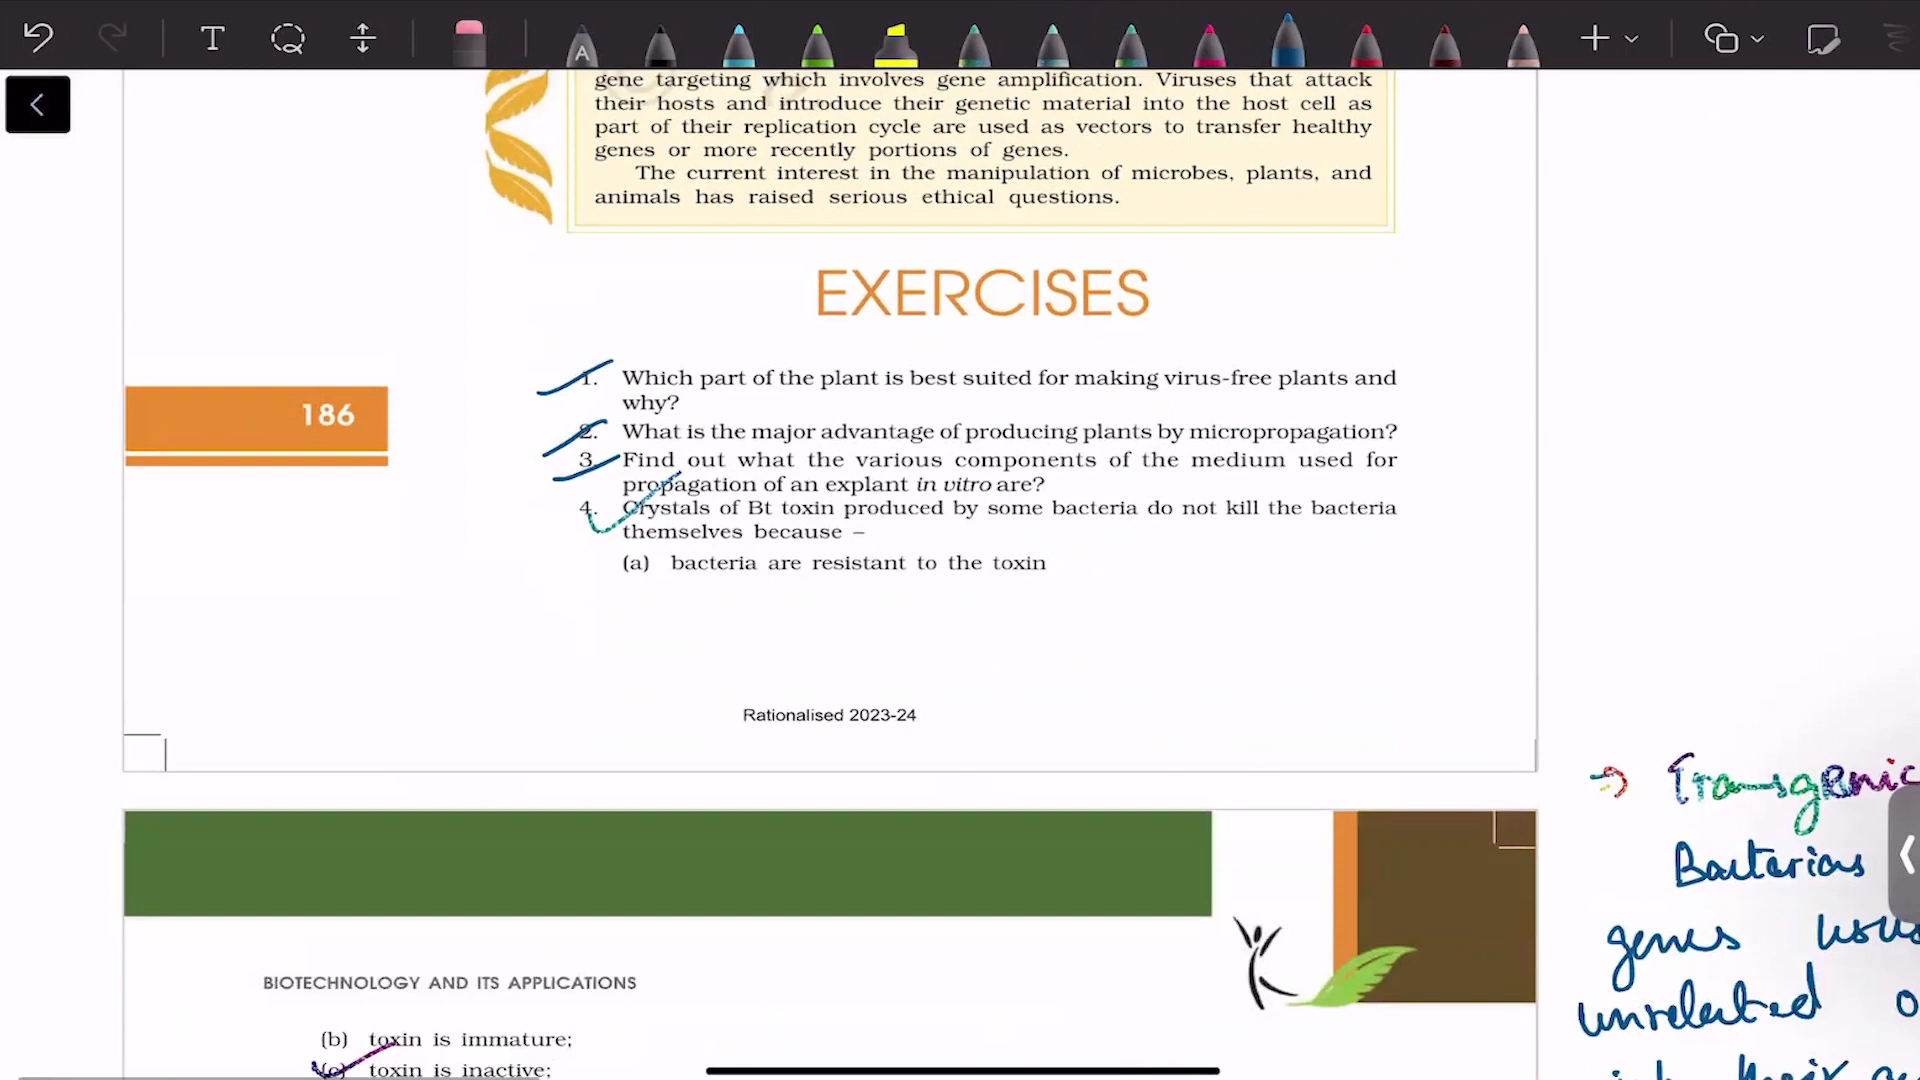 T
A
gene targeting which involves gene amplification. Viruses that attack
their hosts and introduce their genetic material into the host cell as
part of their replication cycle are used as vectors to transfer healthy
genes or more recently portions of genes.
The current interest in the manipulation of microbes, plants, and
animals has raised serious ethical questions.
EXERCISES
186
1. Which part of the plant is best suited for making virus-free plants and
why?
2. What is the major advantage of producing plants by micropropagation?
3. Find out what the various components of the medium used for
propagation of an explant in vitro are?
4. Crystals of Bt toxin produced by some bacteria do not kill the bacteria
themselves because –
(a) bacteria are resistant to the toxin
Rationalised 2023-24
Transgenic
Bacterias
genes
BIOTECHNOLOGY AND ITS APPLICATIONS
unrelated
(b) toxin is immature;
(c) toxin is inactive;